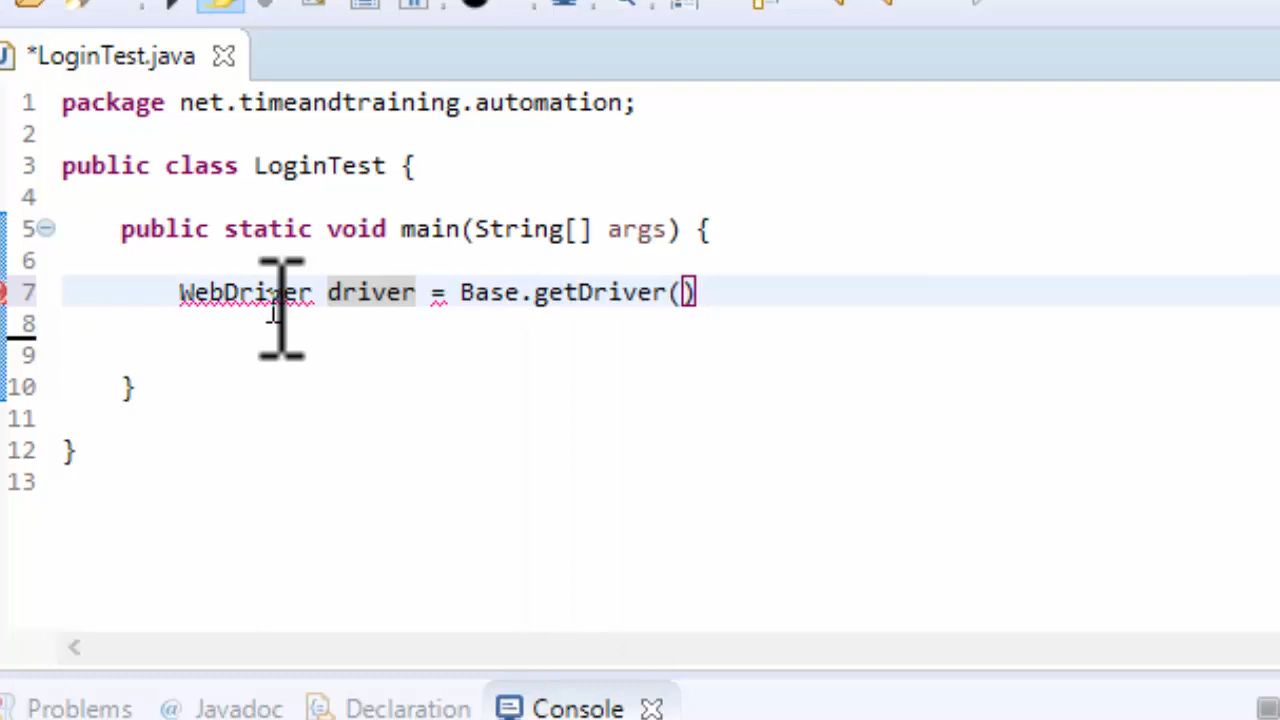 *LoginTest.java
1 package net.timeandtraining.automation;
2
3 public class LoginTest {
4
5 public static void main(String[] args) {
6
7 WebDriver driver = Base.getDriver()
8
9
10 }
11
12 }
13
Problems @ Javadoc Declaration Console